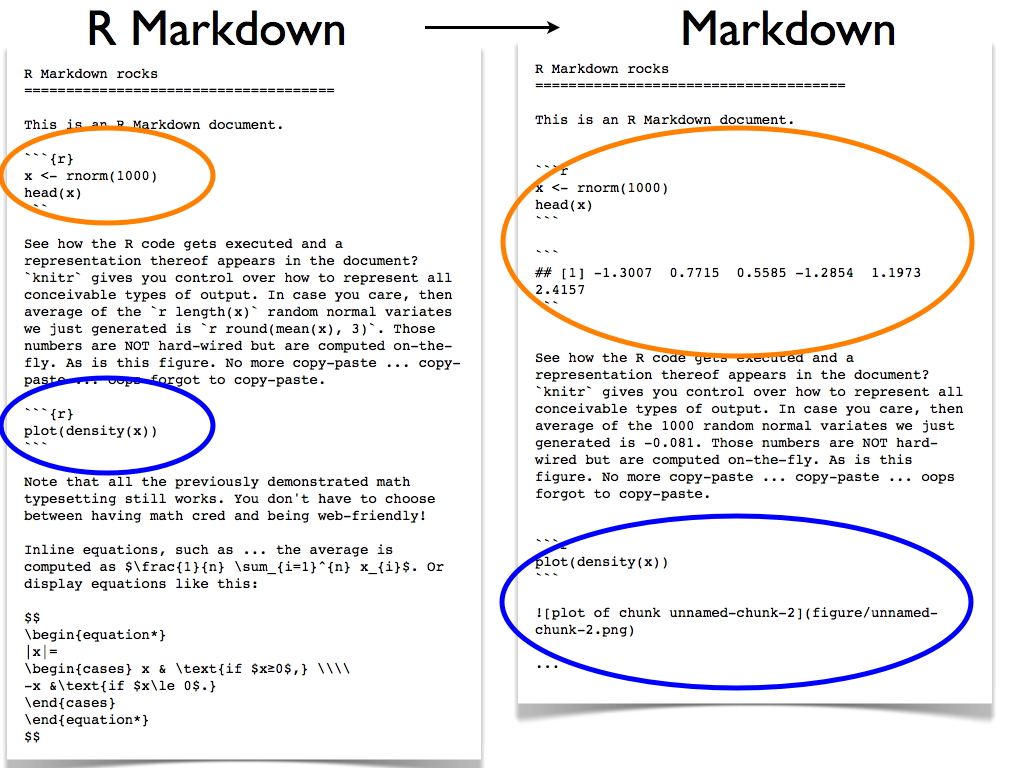 R Markdown
R Markdown rocks
=====================================
This is an R Markdown document.
```{r}
x <- rnorm(1000)
head(x)
```
See how the R code gets executed and a
representation thereof appears in the document?
`knitr` gives you control over how to represent all
conceivable types of output. In case you care, then
average of the `r length(x)` random normal variates
we just generated is `r round(mean(x), 3)`. Those
numbers are NOT hard-wired but are computed on-the-
fly. As is this figure. No more copy-paste ... copy-
paste ... oops forgot to copy-paste.
```{r}
plot(density(x))
```
Note that all the previously demonstrated math
typesetting still works. You don't have to choose
between having math cred and being web-friendly!
Inline equations, such as ... the average is
computed as $\frac{1}{n} \sum_{i=1}^{n} x_{i}$. Or
display equations like this:
$$
\begin{equation*}
|x|=
\begin{cases} x & \text{if $x≥0$,} \\\\
-x &\text{if $x\le 0$.}
\end{cases}
\end{equation*}
$$
Markdown
R Markdown rocks
=====================================
This is an R Markdown document.
```r
x <- rnorm(1000)
head(x)
```
```
## [1] -1.3007  0.7715  0.5585 -1.2854  1.1973
2.4157
```
See how the R code gets executed and a
representation thereof appears in the document?
`knitr` gives you control over how to represent all
conceivable types of output. In case you care, then
average of the 1000 random normal variates we just
generated is -0.081. Those numbers are NOT hard-
wired but are computed on-the-fly. As is this
figure. No more copy-paste ... copy-paste ... oops
forgot to copy-paste.
```r
plot(density(x))
```
![plot of chunk unnamed-chunk-2](figure/unnamed-
chunk-2.png)
...